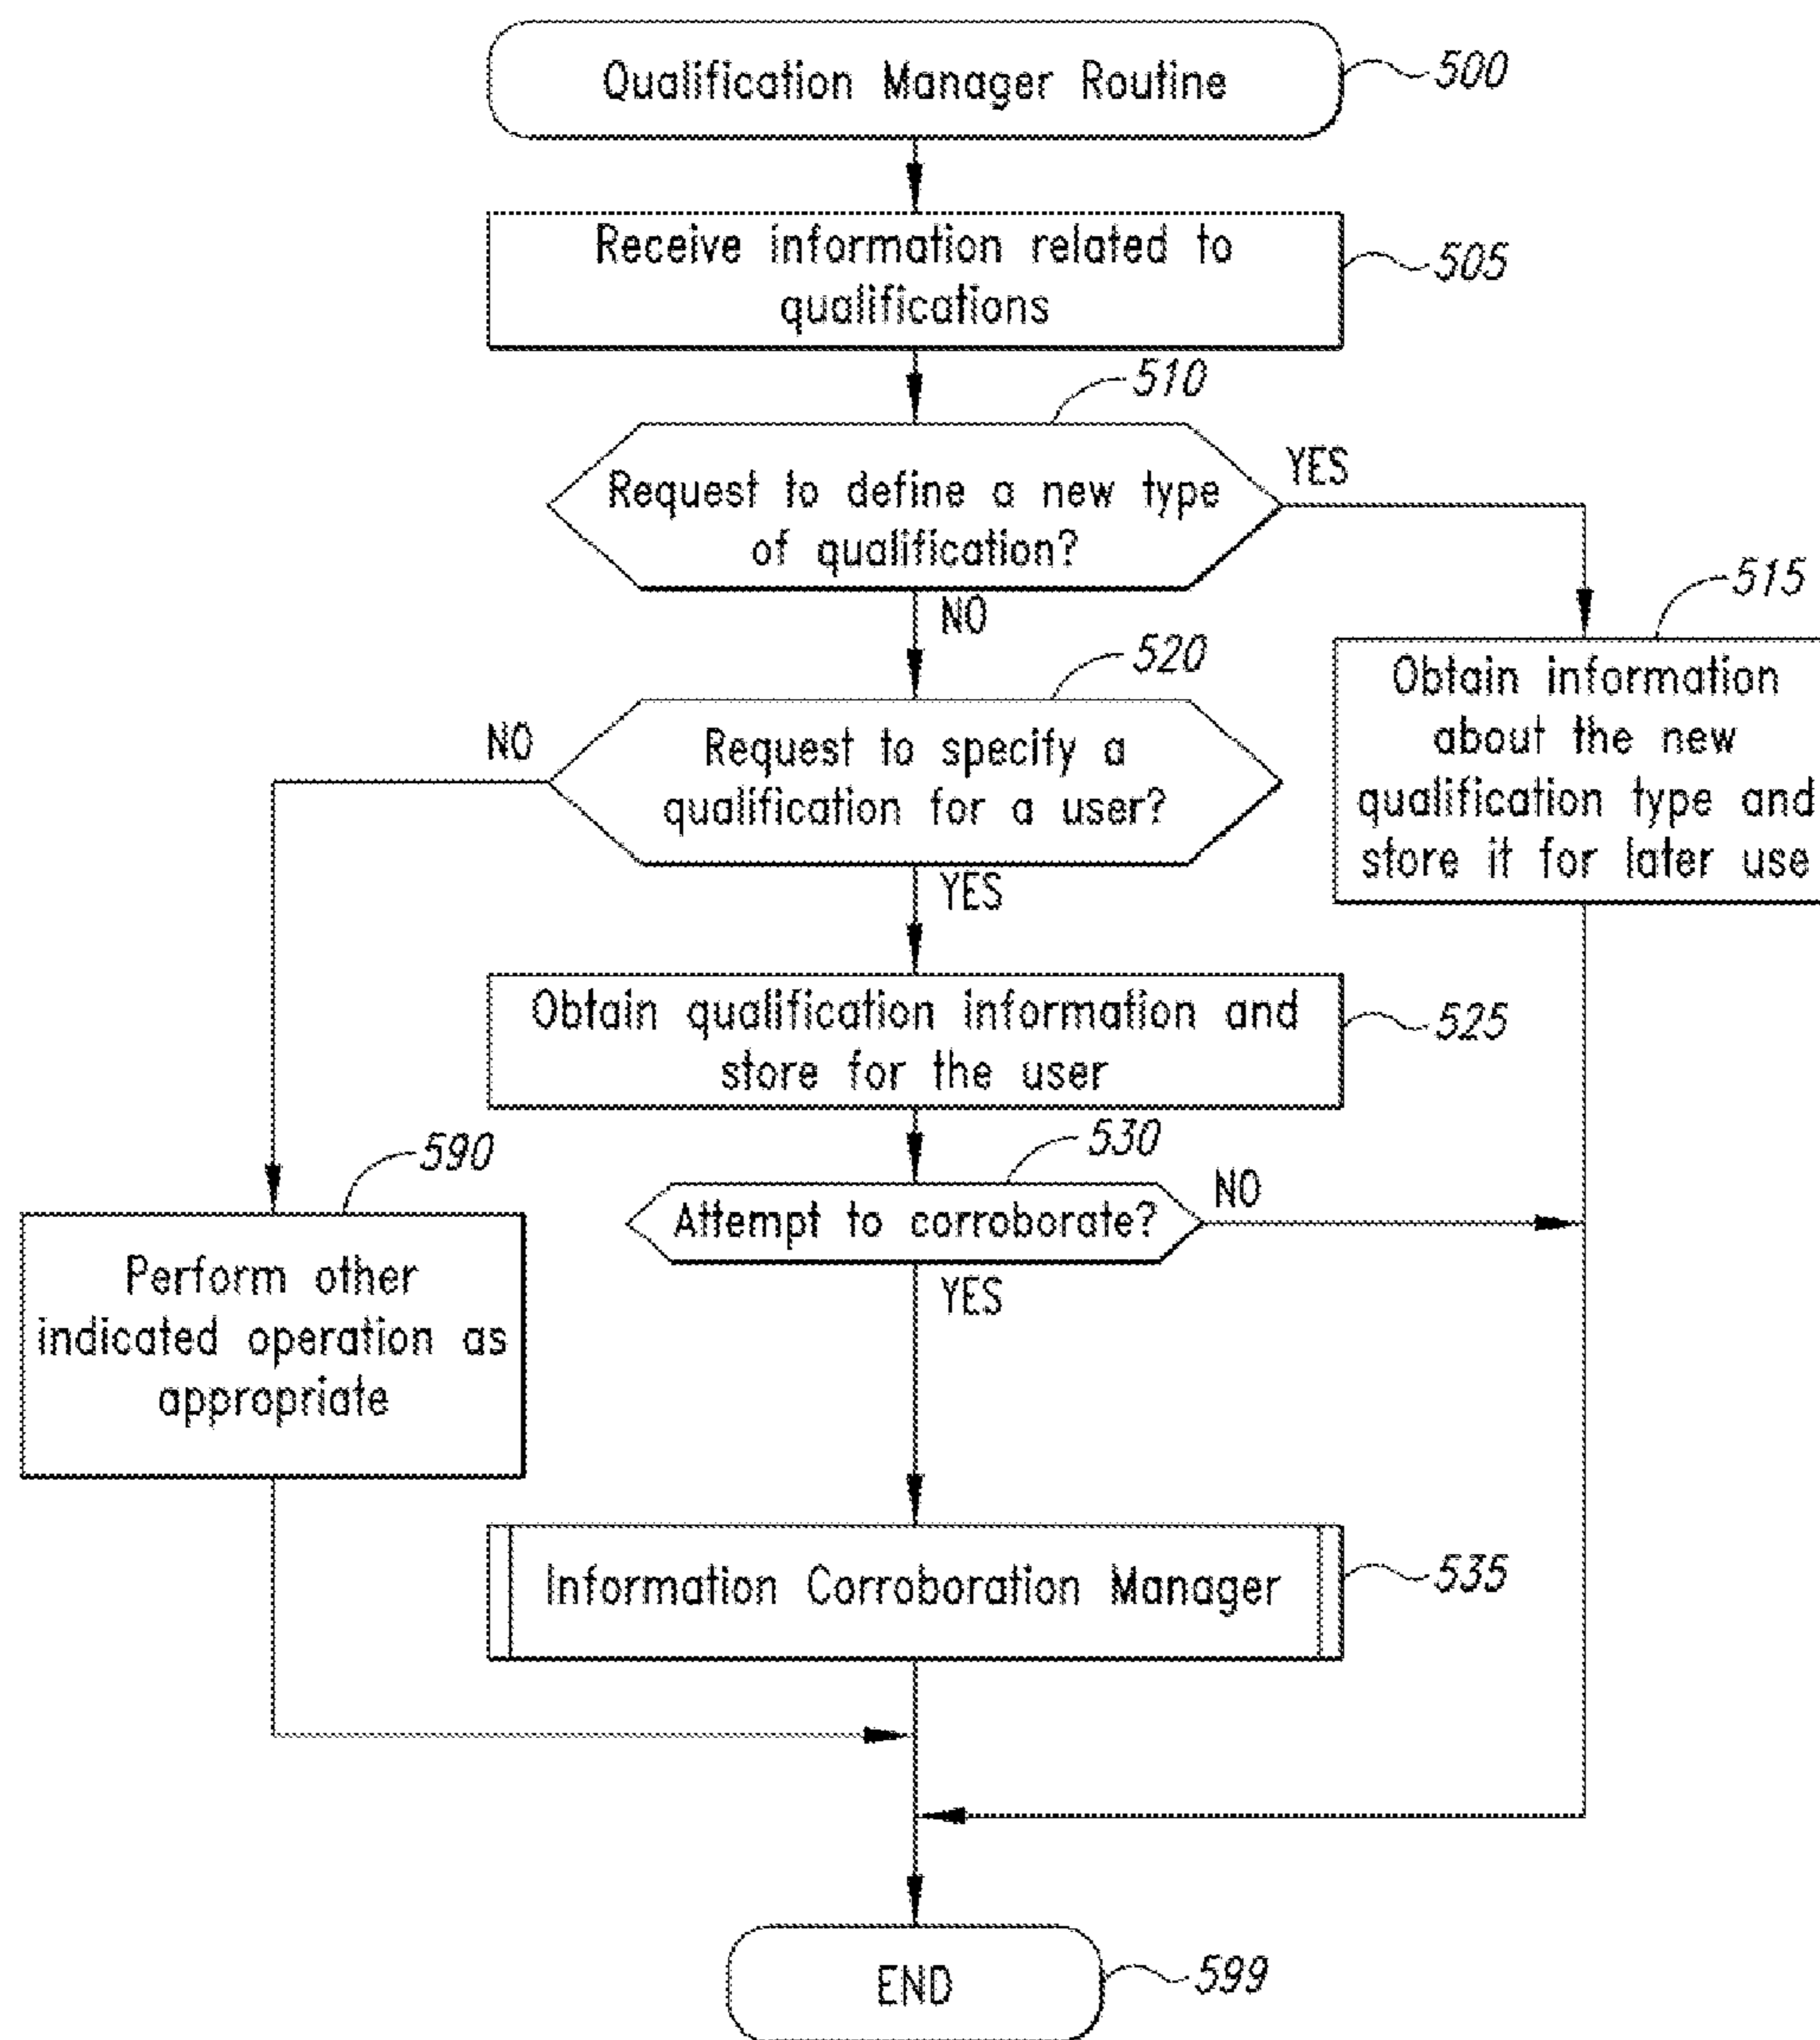 Qualification Manager Routine
500
Receive information related to
qualifications
505
510
Request to define a new type
of qualification?
YES
NO
515
Obtain information
about the new
qualification type and
store it for later use
520
NO
Request to specify a
qualification for a user?
YES
Obtain qualification information and
store for the user
525
530
Attempt to corroborate?
NO
YES
590
Perform other
indicated operation as
appropriate
Information Corroboration Manager
535
END
599